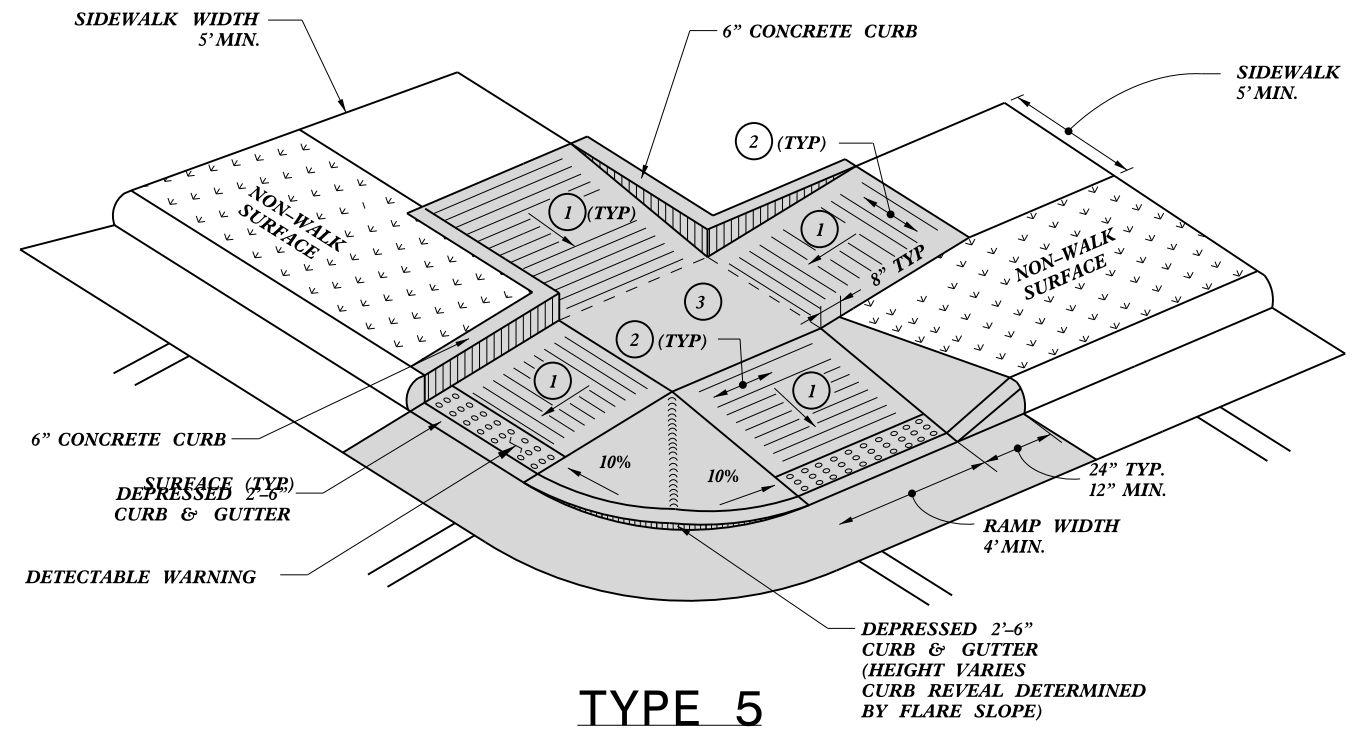 SIDEWALK WIDTH
5' MIN.
6" CONCRETE CURB
SIDEWALK
5' MIN.
2 (TYP)
NON-WALK
SURFACE
1 (TYP)
1
8" TYP
NON-WALK
SURFACE
3
2 (TYP)
1
1
6" CONCRETE CURB
10%
10%
SURFACE (TYP)
DEPRESSED 2'-6"
CURB & GUTTER
24" TYP.
12" MIN.
RAMP WIDTH
4' MIN.
DETECTABLE WARNING
DEPRESSED 2'-6"
CURB & GUTTER
(HEIGHT VARIES
CURB REVEAL DETERMINED
BY FLARE SLOPE)
TYPE 5